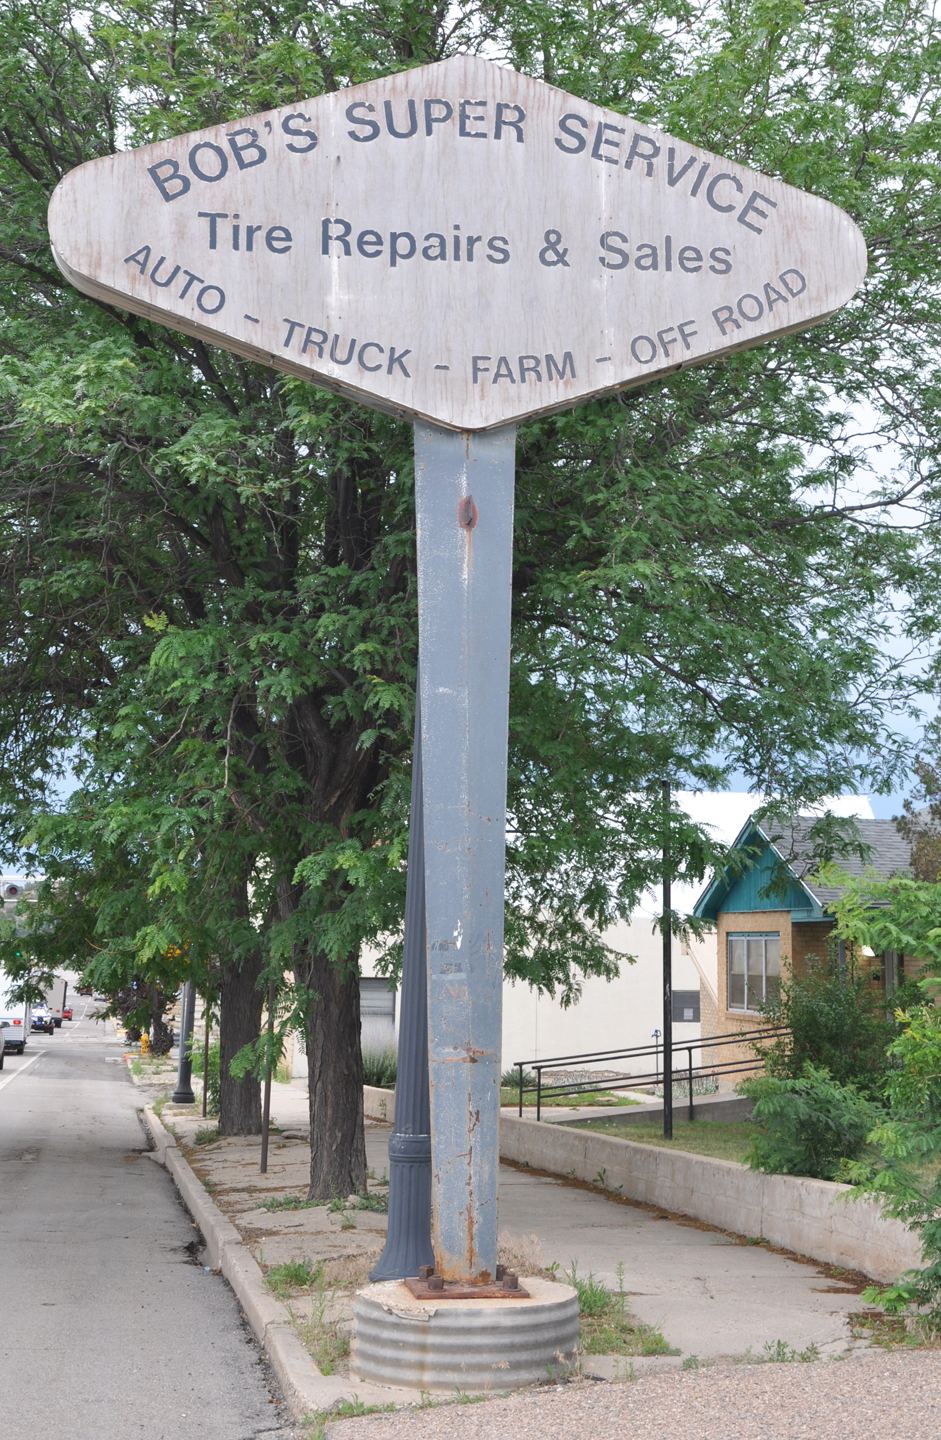 BOB'S SUPER SERVICE
Tire Repairs & Sales
AUTO - TRUCK - FARM - OFF ROAD